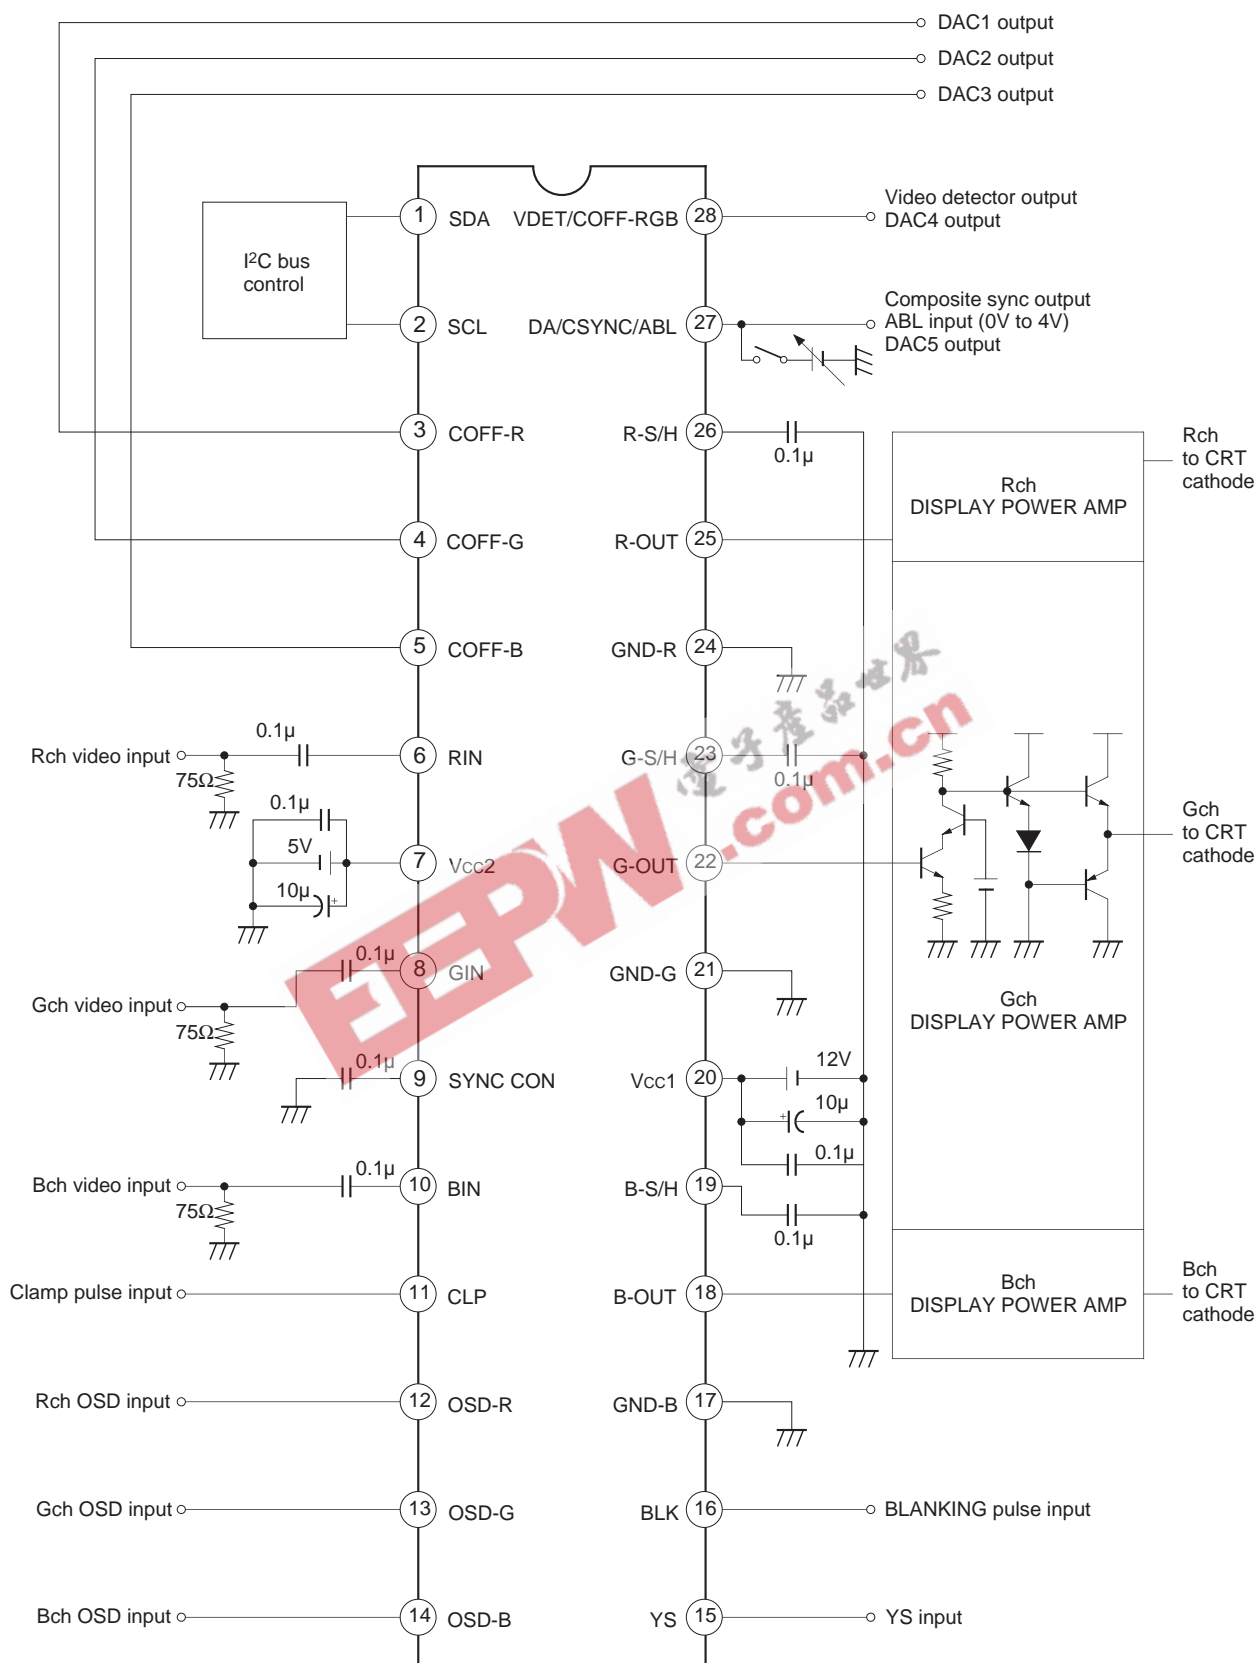 DAC1 output
DAC2 output
DAC3 output
I2C bus
control
1 SDA
VDET/COFF-RGB 28
Video detector output
DAC4 output
2 SCL
DA/CSYNC/ABL 27
Composite sync output
ABL input (0V to 4V)
DAC5 output
3 COFF-R
R-S/H 26
0.1μ
Rch
DISPLAY POWER AMP
Rch
to CRT
cathode
4 COFF-G
R-OUT 25
5 COFF-B
GND-R 24
Rch video input
75Ω
0.1μ
6 RIN
G-S/H 23
0.1μ
0.1μ
5V
10μ
+
7 Vcc2
G-OUT 22
Gch
to CRT
cathode
Gch video input
75Ω
0.1μ
8 GIN
GND-G 21
Gch
DISPLAY POWER AMP
0.1μ
9 SYNC CON
Vcc1 20
12V
+
10μ
0.1μ
Bch video input
75Ω
0.1μ
10 BIN
B-S/H 19
0.1μ
Clamp pulse input
11 CLP
B-OUT 18
Bch
DISPLAY POWER AMP
Bch
to CRT
cathode
Rch OSD input
12 OSD-R
GND-B 17
Gch OSD input
13 OSD-G
BLK 16
BLANKING pulse input
Bch OSD input
14 OSD-B
YS 15
YS input
EEPW.com.cn
電子產品世界